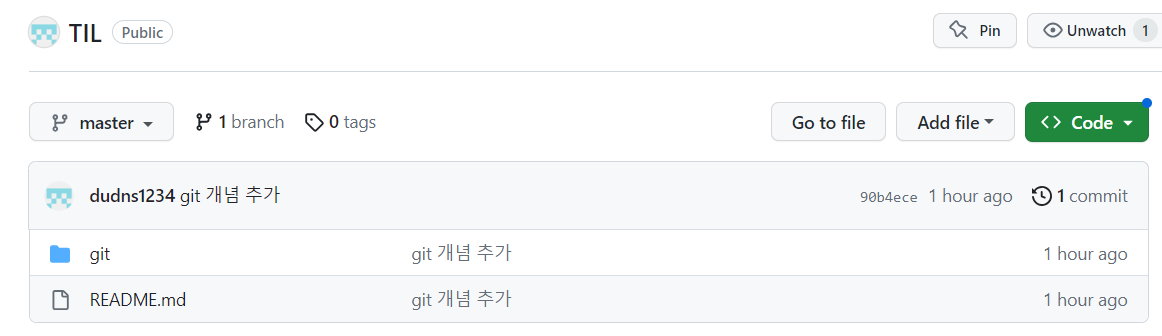 TIL Public Pin Unwatch 1
master 1 branch 0 tags Go to file Add file Code
dudns1234 git 개념 추가 90b4ece 1 hour ago 1 commit
git git 개념 추가 1 hour ago
README.md git 개념 추가 1 hour ago